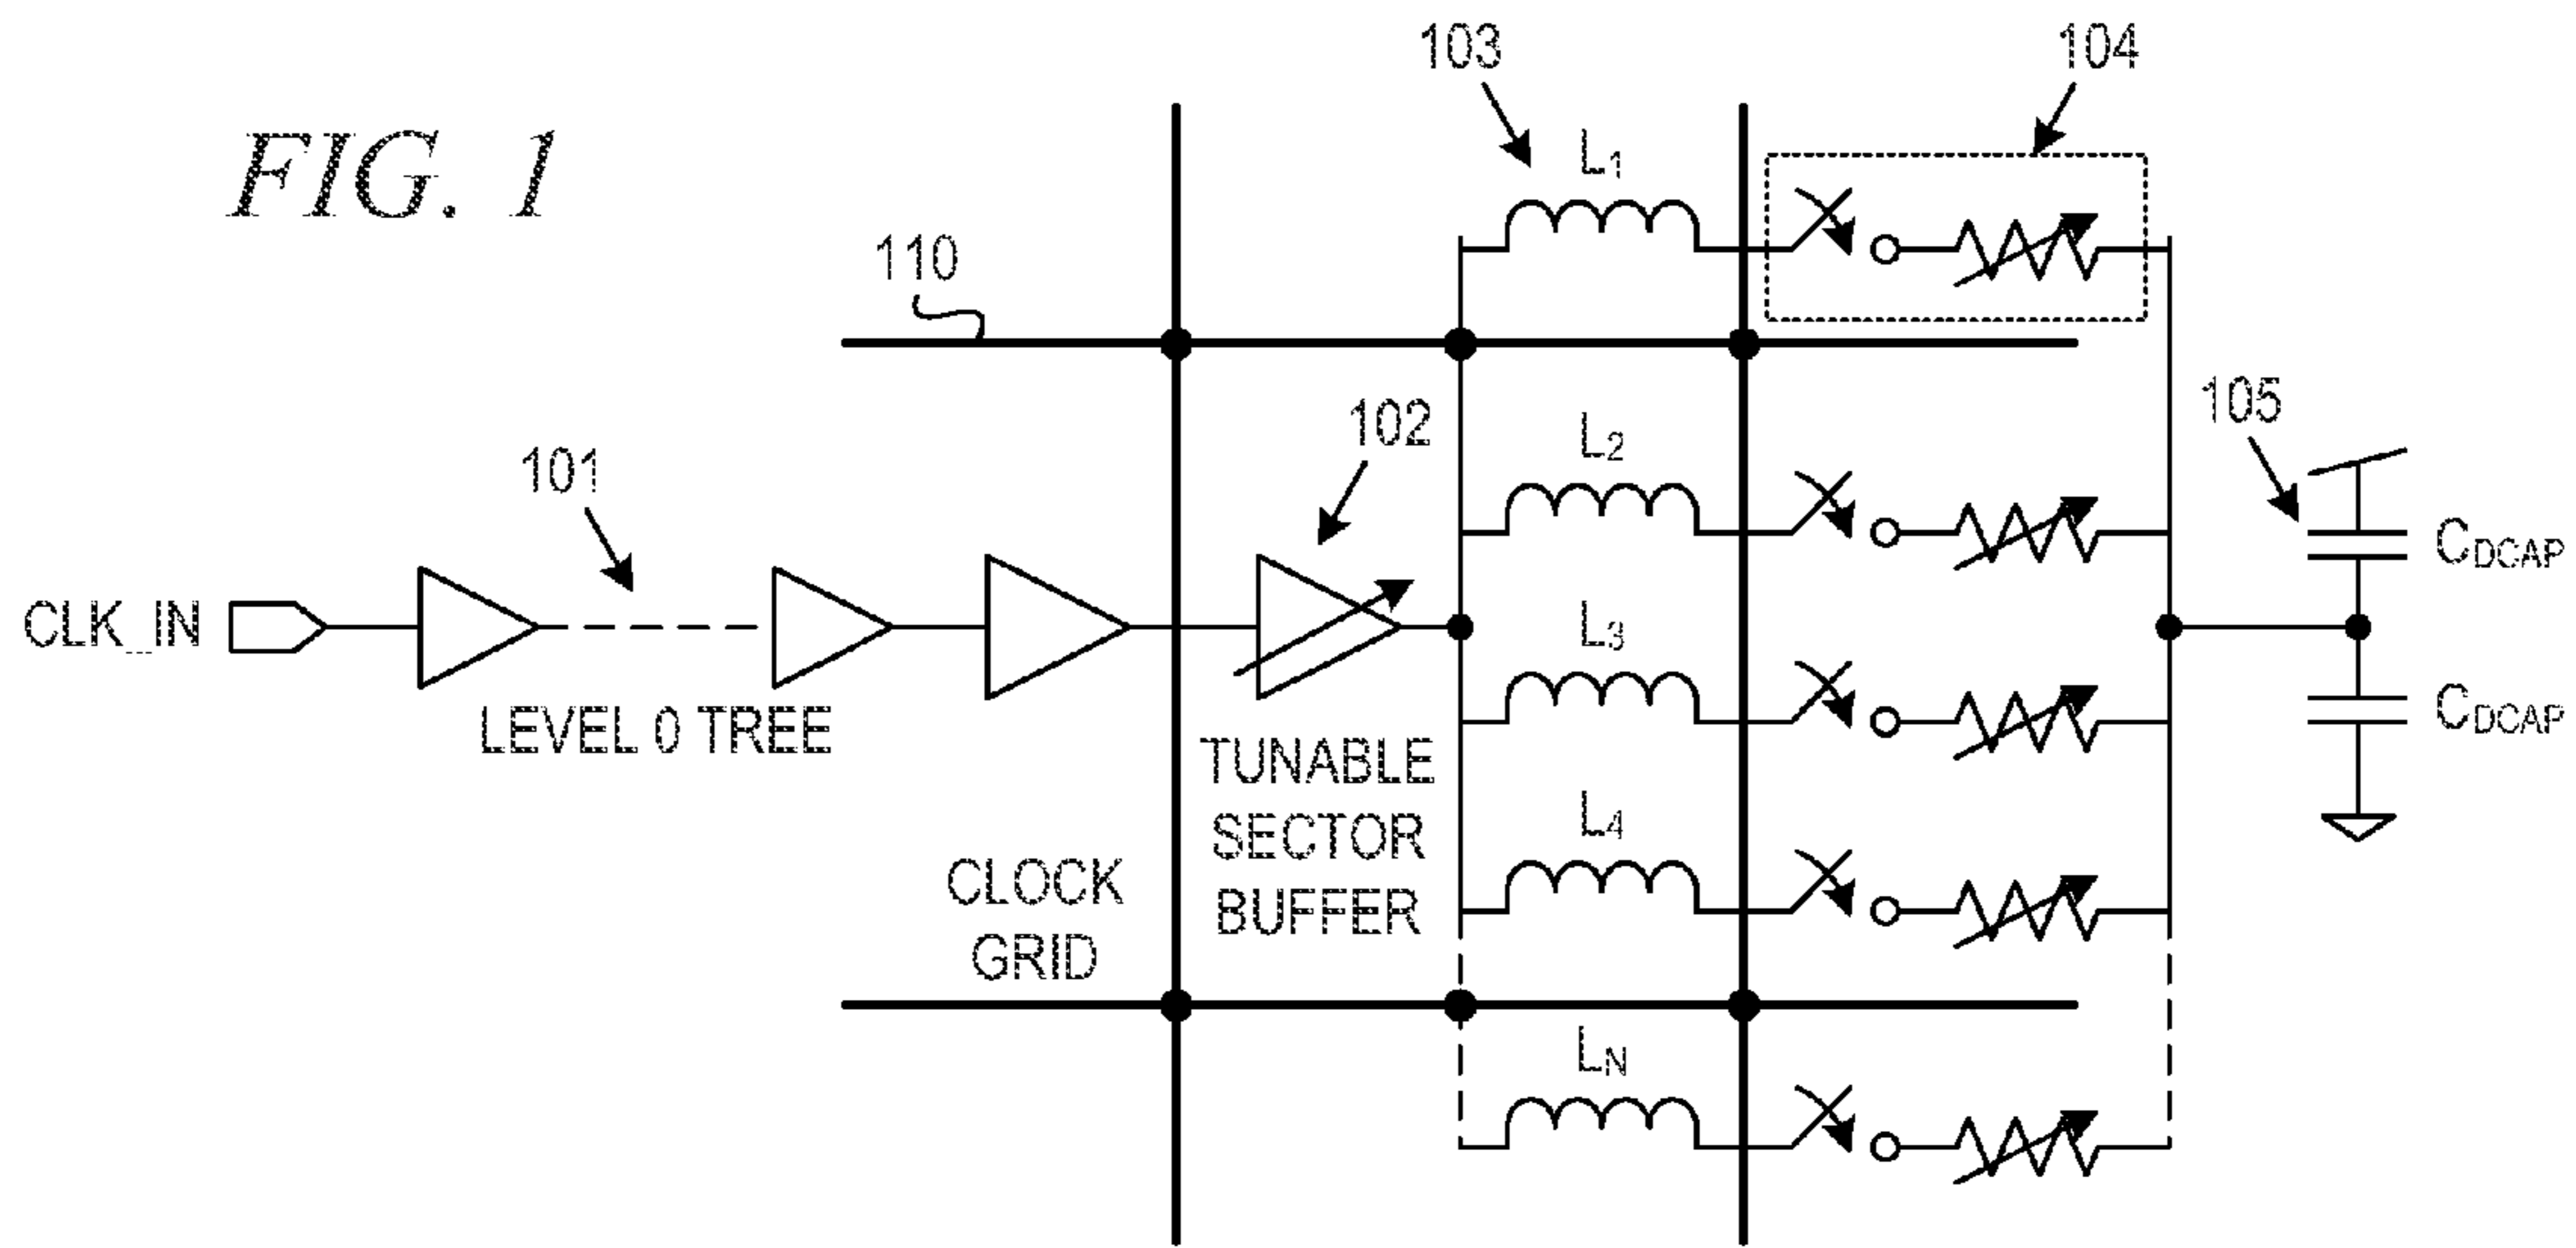 FIG. 1
103
104
L1
110
105
102
L2
101
CDCAP
CLK_IN
L3
LEVEL 0 TREE
CDCAP
TUNABLE
SECTOR
BUFFER
L4
CLOCK
GRID
LN